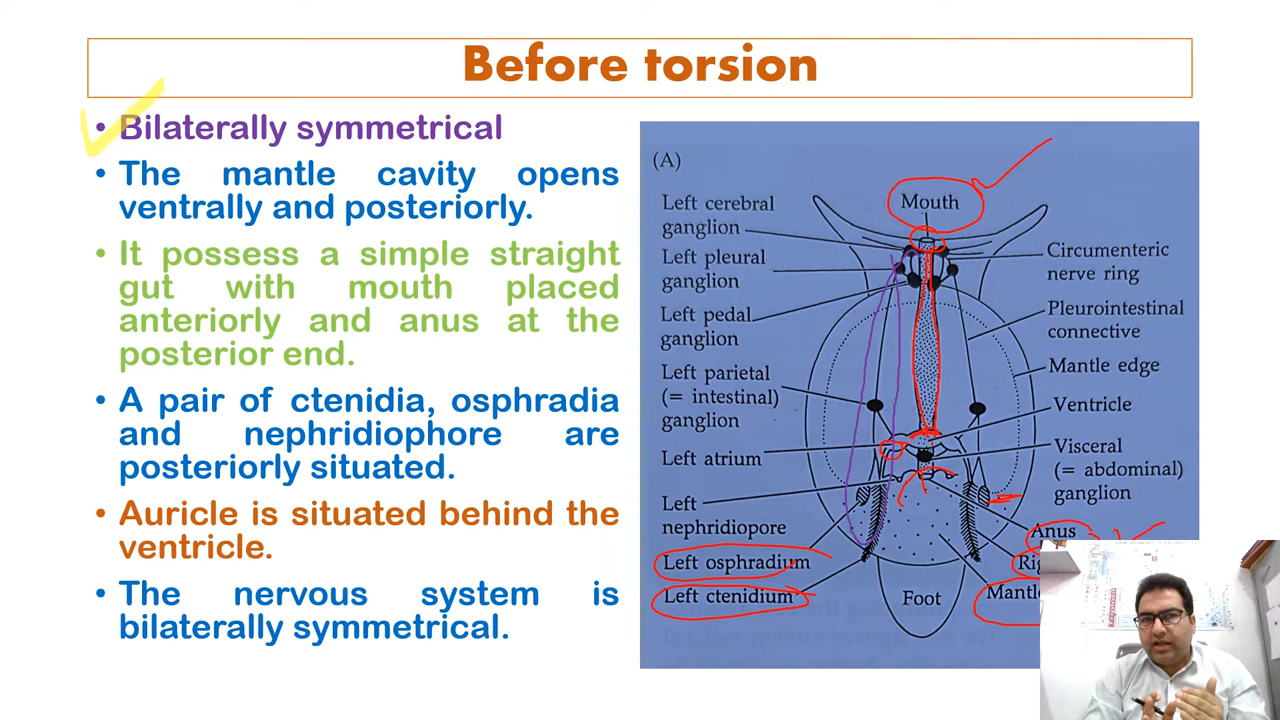 Before torsion
• Bilaterally symmetrical
• The mantle cavity opens
ventrally and posteriorly.
• It possess a simple straight
gut with mouth placed
anteriorly and anus at the
posterior end.
• A pair of ctenidia, osphradia
and nephridiophore are
posteriorly situated.
• Auricle is situated behind the
ventricle.
• The nervous system is
bilaterally symmetrical.
(A)
Mouth
Left cerebral
ganglion
Left pleural
ganglion
Left pedal
ganglion
Left parietal
(= intestinal)
ganglion
Left atrium
Left
nephridiopore
Left osphradium
Left ctenidium
Circumenteric
nerve ring
Pleurointestinal
connective
Mantle edge
Ventricle
Visceral
(= abdominal)
ganglion
Anus
Mantle
Foot